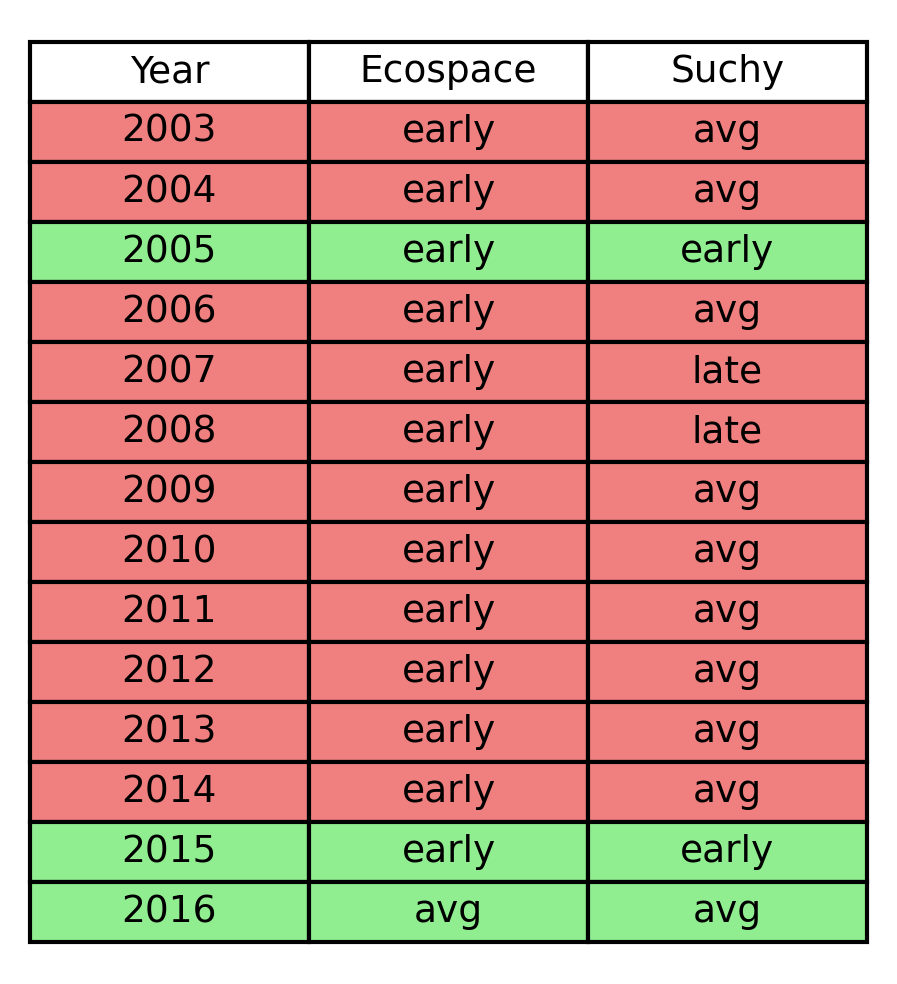 Year Ecospace Suchy
2003 early avg
2004 early avg
2005 early early
2006 early avg
2007 early late
2008 early late
2009 early avg
2010 early avg
2011 early avg
2012 early avg
2013 early avg
2014 early avg
2015 early early
2016 avg avg